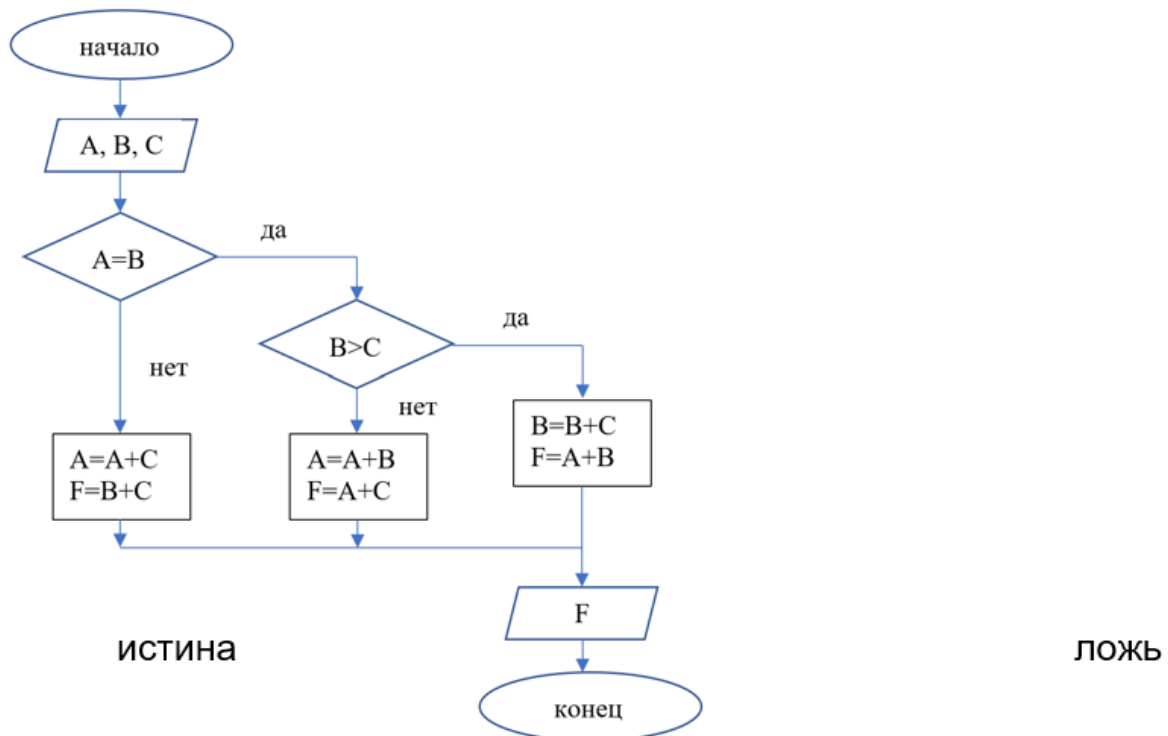 начало
A, B, C
A=B
да
нет
B>C
да
нет
A=A+C
F=B+C
A=A+B
F=A+C
B=B+C
F=A+B
F
истина
ложь
конец